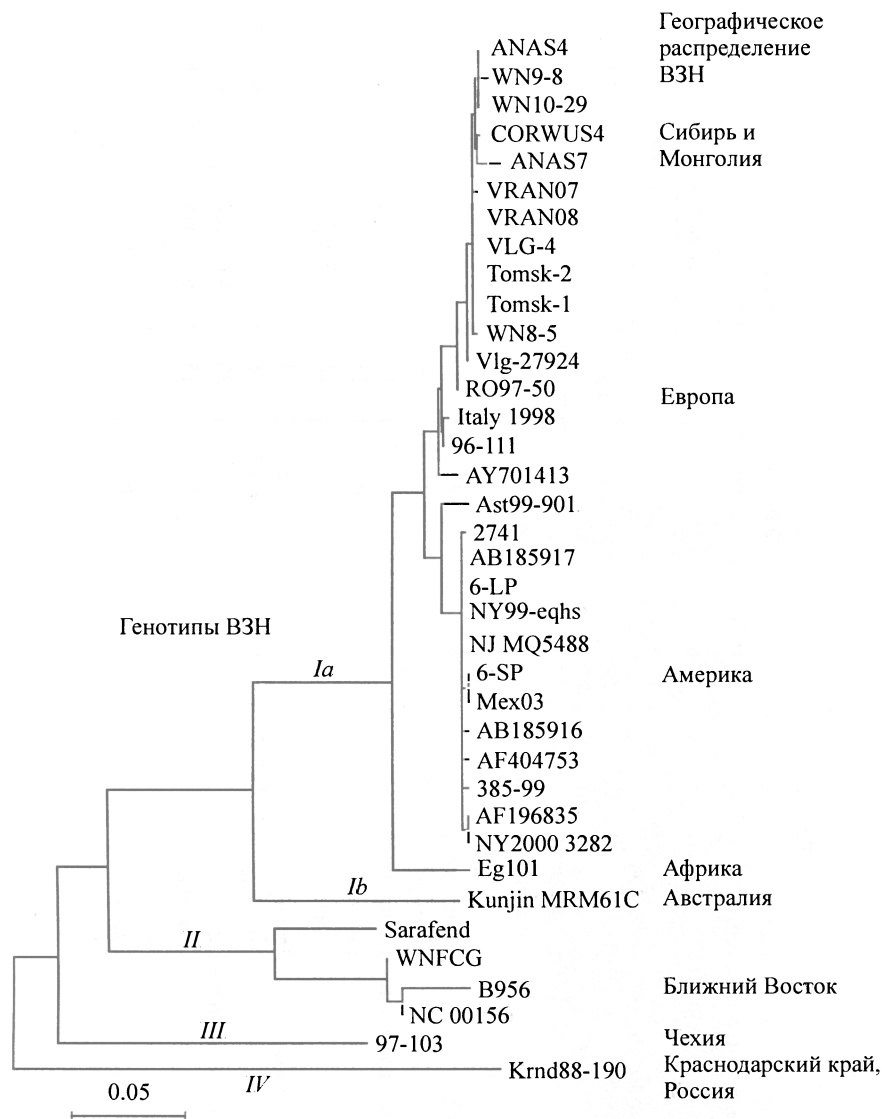 Географическое
распределение
ВЗН
ANAS4
WN9-8
WN10-29
CORWUS4
Сибирь и
Монголия
ANAS7
VRAN07
VRAN08
VLG-4
Tomsk-2
Tomsk-1
WN8-5
Vlg-27924
RO97-50
Европа
Italy 1998
96-111
AY701413
Ast99-901
2741
AB185917
6-LP
NY99-eqhs
Генотипы ВЗН
NJ MQ5488
Ia
6-SP
Америка
Mex03
AB185916
AF404753
385-99
AF196835
NY2000 3282
Eg101
Африка
Ib
Kunjin MRM61C
Австралия
Sarafend
II
WNFCG
B956
Ближний Восток
NC 00156
III
97-103
Чехия
Krnd88-190
Краснодарский край,
Россия
IV
0.05